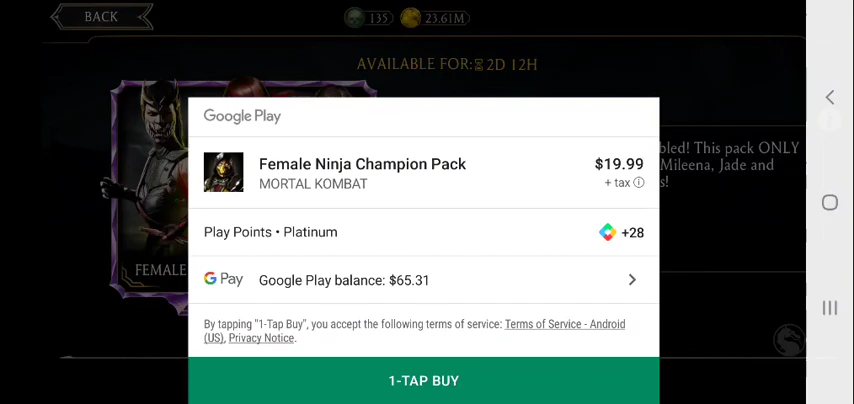 BACK
135
23.61M
AVAILABLE FOR: 2D 12H
Google Play
Female Ninja Champion Pack
$19.99
MORTAL KOMBAT
+ tax
bled! This pack ONLY
Mileena, Jade and
s!
Play Points • Platinum
+28
FEMALE
G Pay
Google Play balance: $65.31
By tapping "1-Tap Buy", you accept the following terms of service: Terms of Service - Android
(US), Privacy Notice.
1-TAP BUY